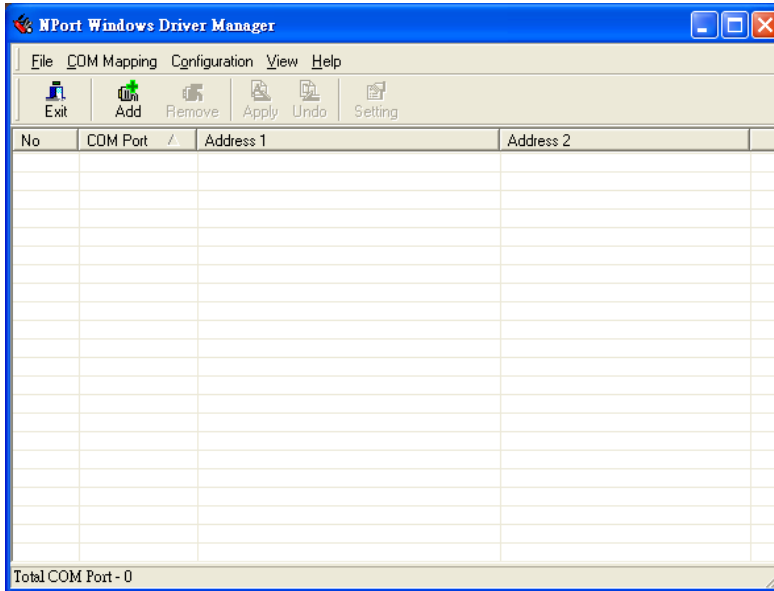 NPort Windows Driver Manager
File COM Mapping Configuration View Help
Exit Add Remove Apply Undo Setting
No COM Port Address 1 Address 2
Total COM Port - 0